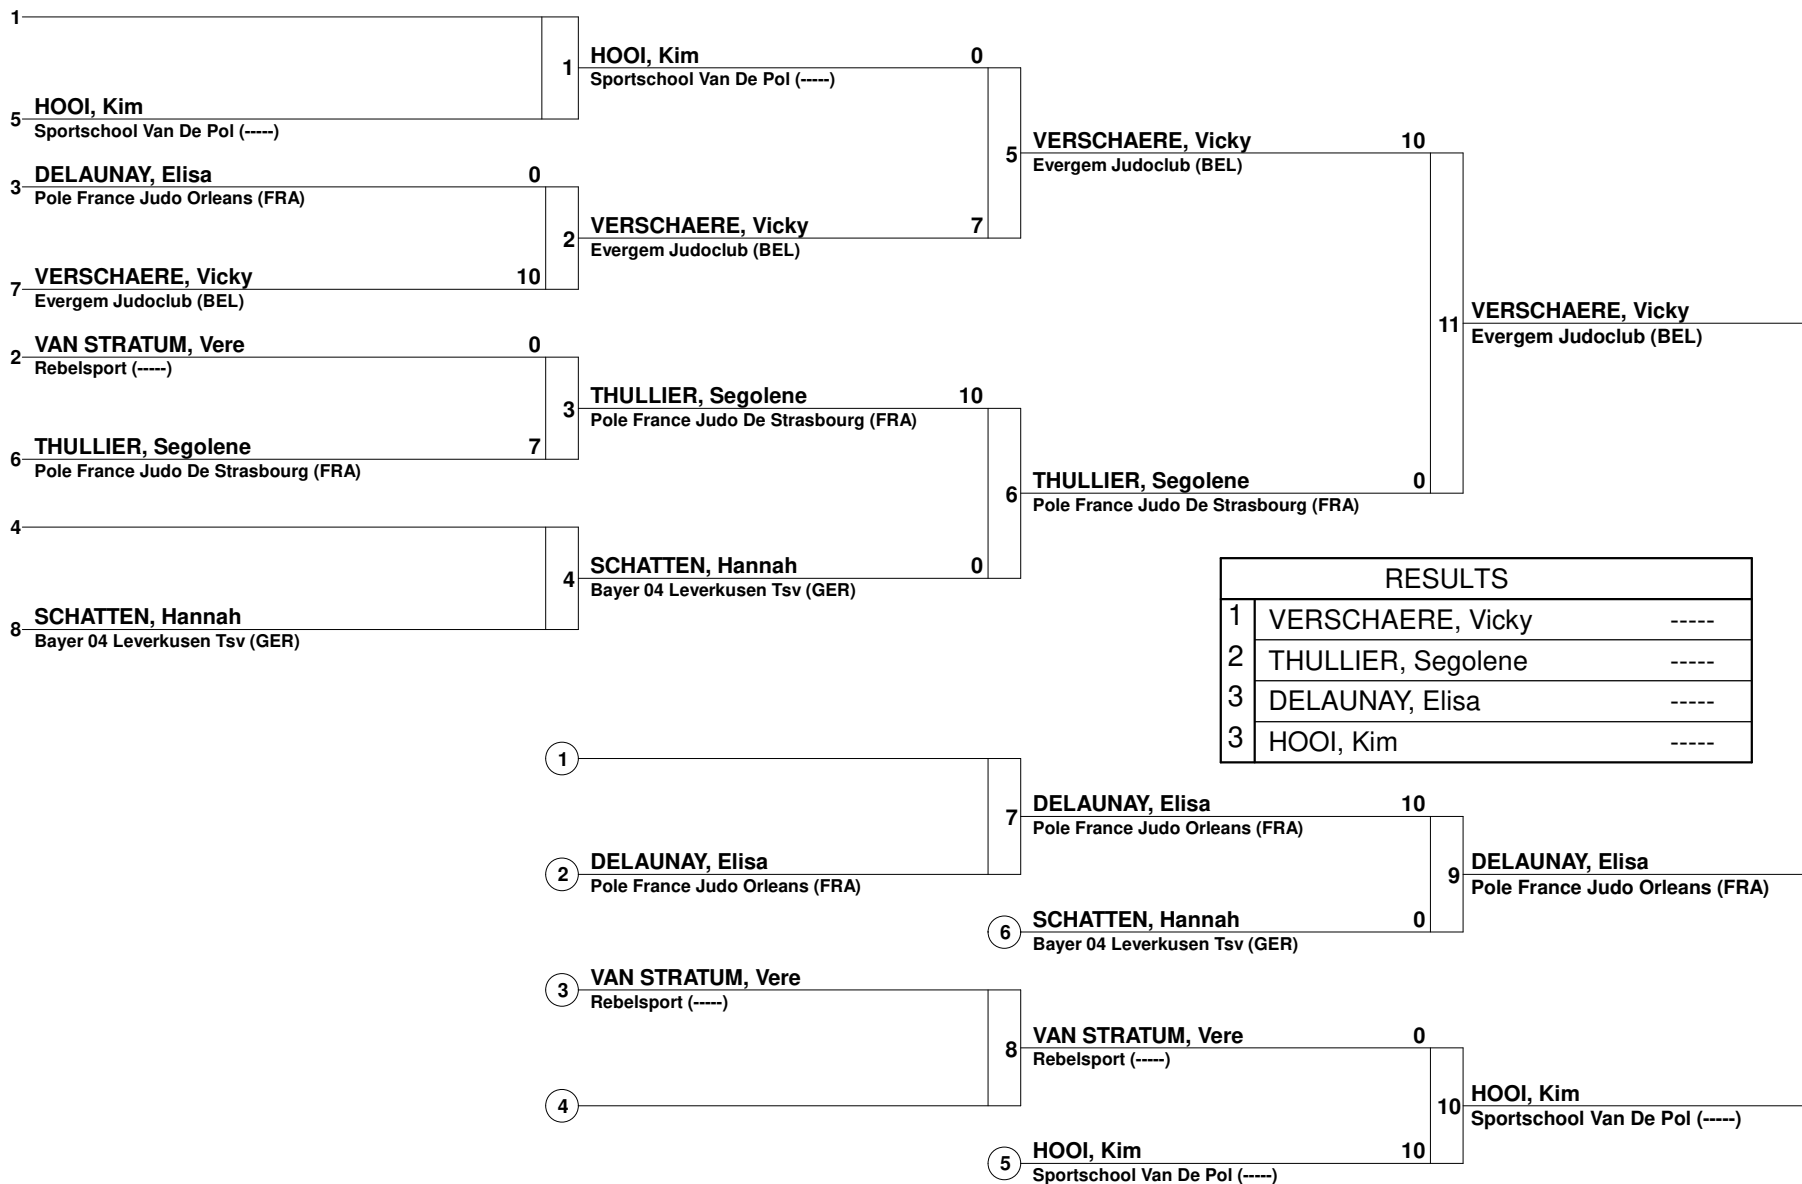 1
1
HOOI, Kim 0
Sportschool Van De Pol (-----)
5
HOOI, Kim
Sportschool Van De Pol (-----)
5
VERSCHAERE, Vicky 10
Evergem Judoclub (BEL)
3
DELAUNAY, Elisa 0
Pole France Judo Orleans (FRA)
2
VERSCHAERE, Vicky 7
Evergem Judoclub (BEL)
7
VERSCHAERE, Vicky 10
Evergem Judoclub (BEL)
11
VERSCHAERE, Vicky
Evergem Judoclub (BEL)
2
VAN STRATUM, Vere 0
Rebelsport (-----)
3
THULLIER, Segolene 10
Pole France Judo De Strasbourg (FRA)
6
THULLIER, Segolene 7
Pole France Judo De Strasbourg (FRA)
6
THULLIER, Segolene 0
Pole France Judo De Strasbourg (FRA)
4
4
SCHATTEN, Hannah 0
Bayer 04 Leverkusen Tsv (GER)
8
SCHATTEN, Hannah
Bayer 04 Leverkusen Tsv (GER)
RESULTS
1 VERSCHAERE, Vicky -----
2 THULLIER, Segolene -----
3 DELAUNAY, Elisa -----
3 HOOI, Kim -----
1
7
DELAUNAY, Elisa 10
Pole France Judo Orleans (FRA)
2
DELAUNAY, Elisa
Pole France Judo Orleans (FRA)
9
DELAUNAY, Elisa
Pole France Judo Orleans (FRA)
6
SCHATTEN, Hannah 0
Bayer 04 Leverkusen Tsv (GER)
3
VAN STRATUM, Vere
Rebelsport (-----)
8
VAN STRATUM, Vere 0
Rebelsport (-----)
4
10
HOOI, Kim
Sportschool Van De Pol (-----)
5
HOOI, Kim 10
Sportschool Van De Pol (-----)